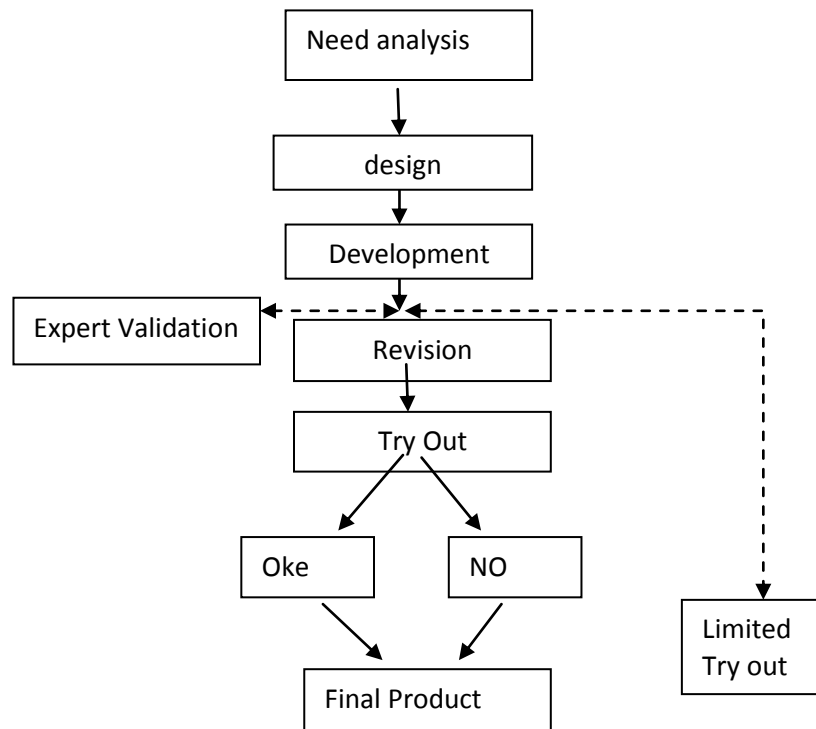 Need analysis
design
Development
Expert Validation
Revision
Try Out
Oke
NO
Limited
Try out
Final Product